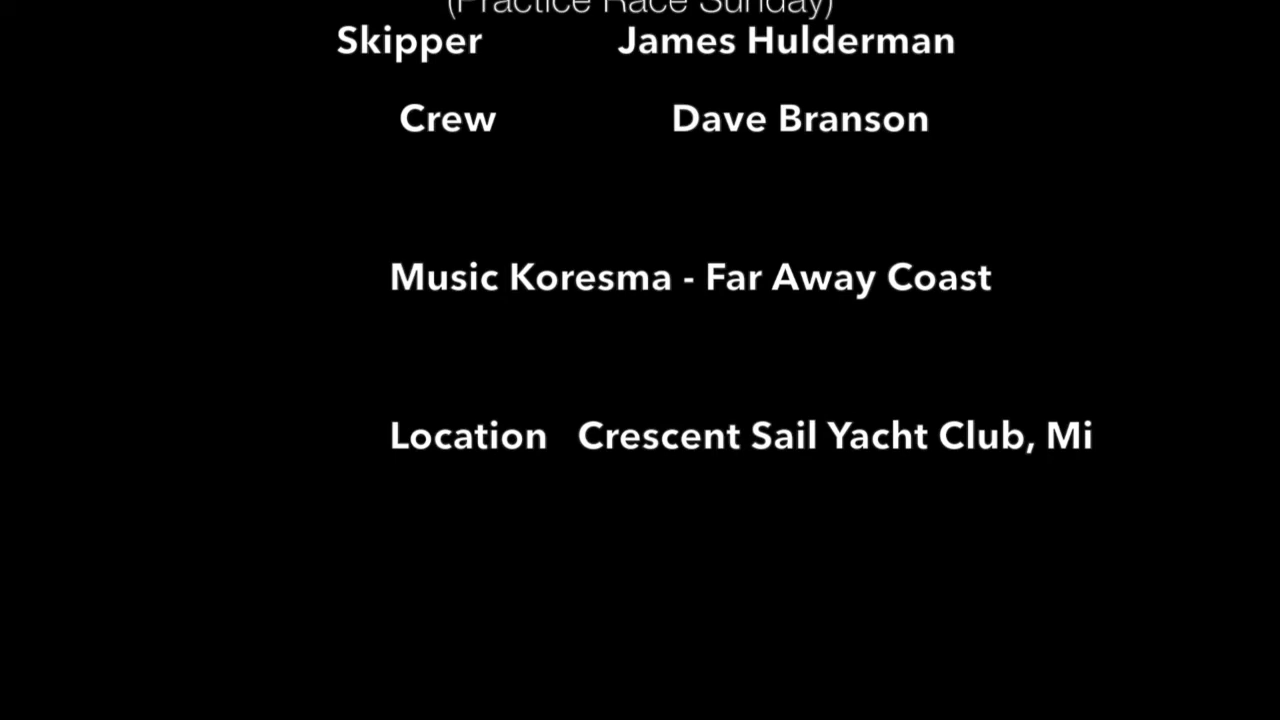 (Practice Race Sunday)
Skipper James Hulderman
Crew Dave Branson
Music Koresma - Far Away Coast
Location Crescent Sail Yacht Club, Mi